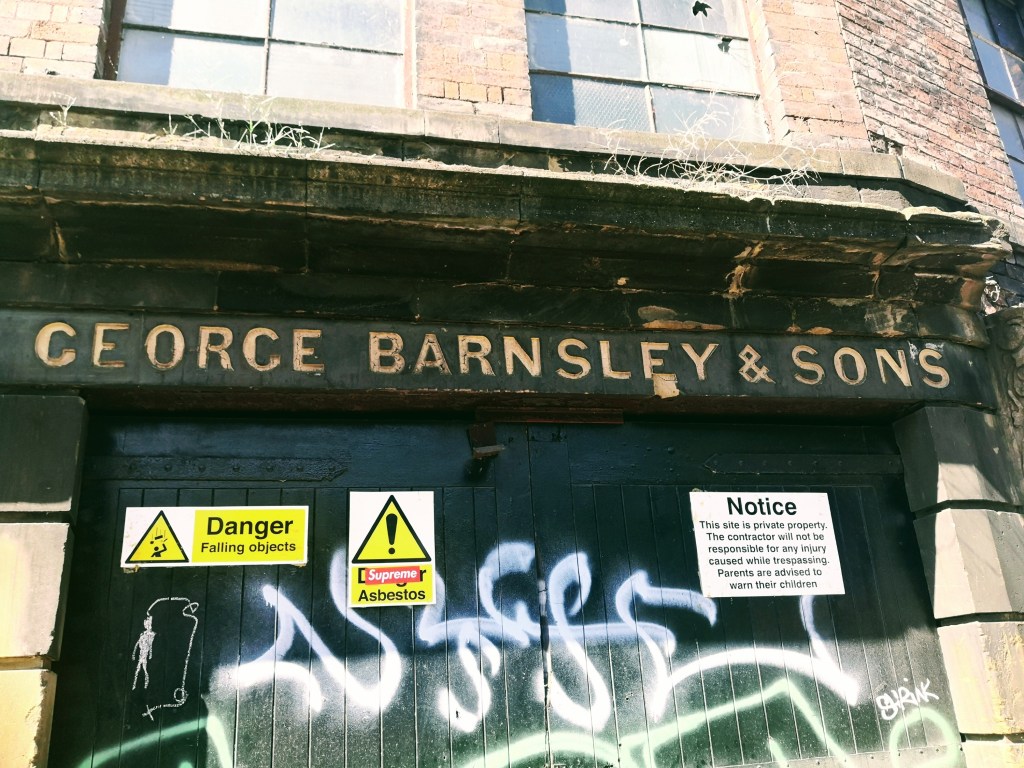 GEORGE BARNSLEY & SONS
Danger
Falling objects
Supreme
Asbestos
Notice
This site is private property.
The contractor will not be
responsible for any injury
caused while trespassing.
Parents are advised to
warn their children